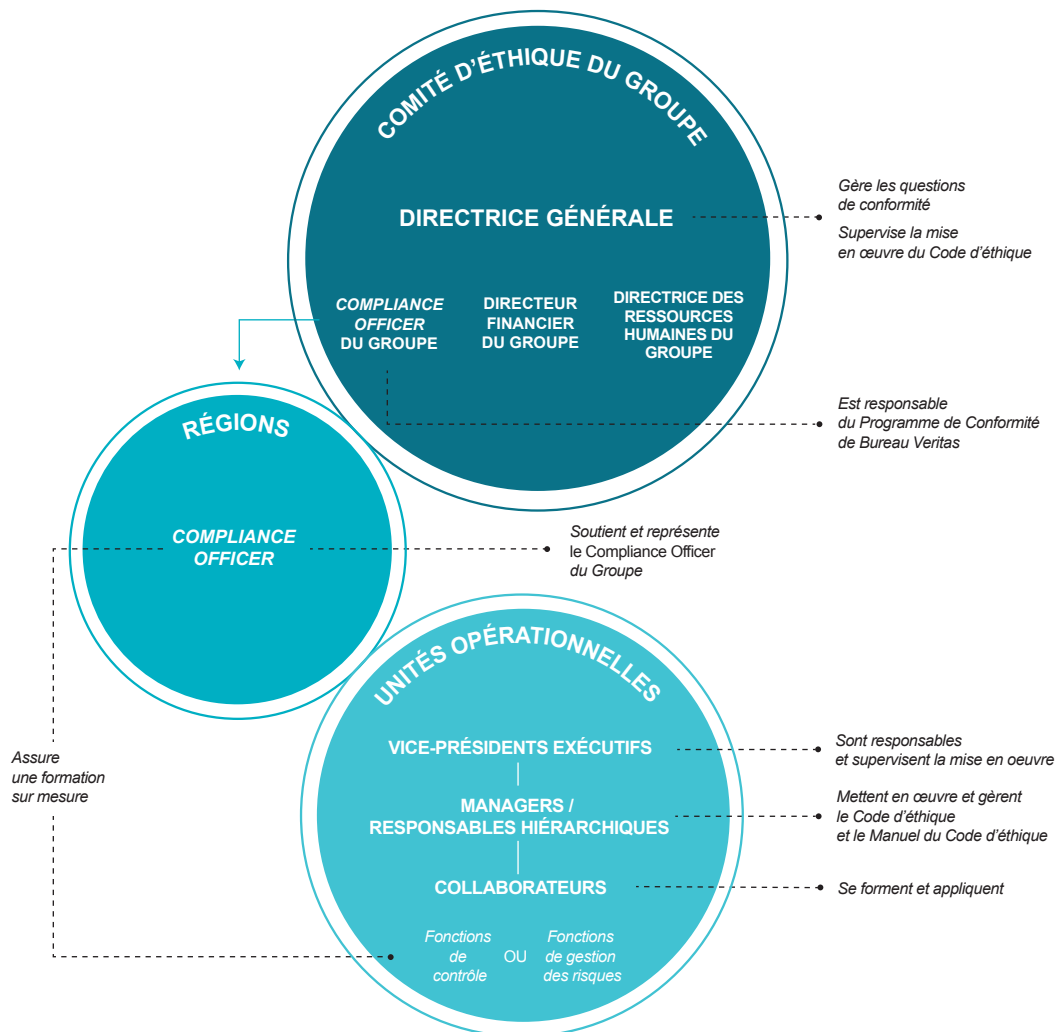 COMITÉ D'ÉTHIQUE DU GROUPE
DIRECTRICE GÉNÉRALE
Gère les questions
de conformité
Supervise la mise
en œuvre du Code d'éthique
COMPLIANCE
OFFICER
DU GROUPE
DIRECTEUR
FINANCIER
DU GROUPE
DIRECTRICE DES
RESSOURCES
HUMAINES DU
GROUPE
Est responsable
du Programme de Conformité
de Bureau Veritas
RÉGIONS
COMPLIANCE
OFFICER
Soutient et représente
le Compliance Officer
du Groupe
UNITÉS OPÉRATIONNELLES
VICE-PRÉSIDENTS EXÉCUTIFS
Sont responsables
et supervisent la mise en oeuvre
MANAGERS /
RESPONSABLES HIÉRARCHIQUES
Mettent en œuvre et gèrent
le Code d'éthique
et le Manuel du Code d'éthique
COLLABORATEURS
Se forment et appliquent
Assure
une formation
sur mesure
Fonctions
de
contrôle
OU
Fonctions
de gestion
des risques